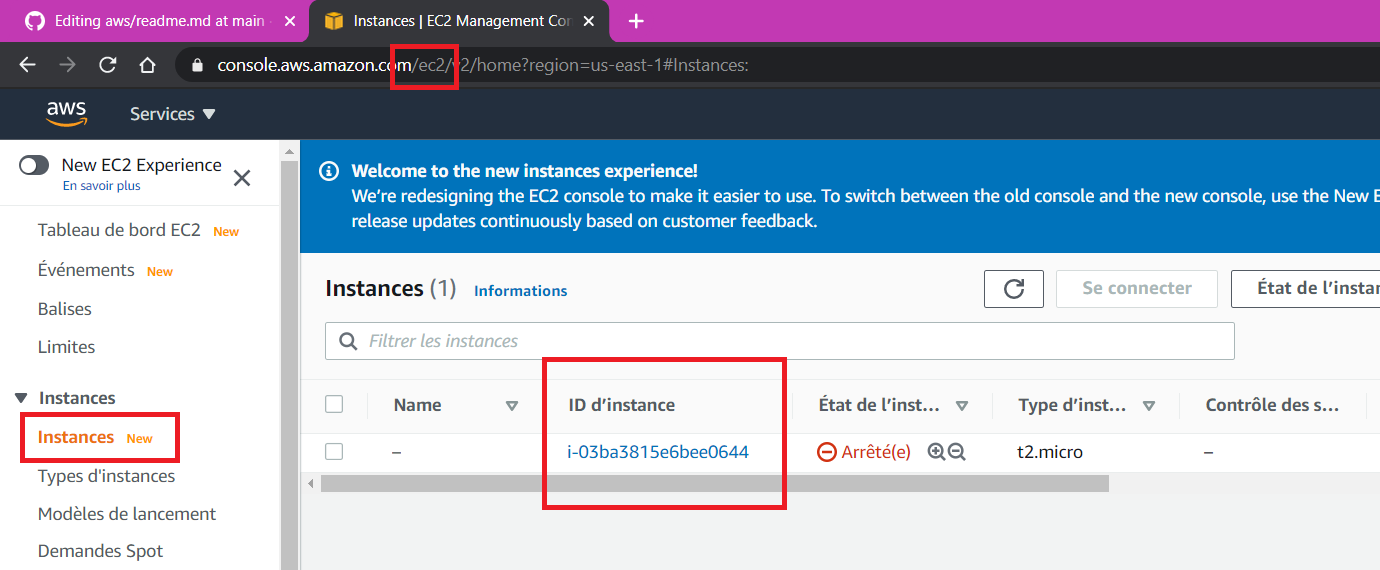 Editing aws/readme.md at main
Instances | EC2 Management Con
console.aws.amazon.com/ec2/v2/home?region=us-east-1#Instances:
aws
Services
New EC2 Experience
En savoir plus
Tableau de bord EC2 New
Événements New
Balises
Limites
Instances
Instances New
Types d'instances
Modèles de lancement
Demandes Spot
Welcome to the new instances experience!
We're redesigning the EC2 console to make it easier to use. To switch between the old console and the new console, use the New E
release updates continuously based on customer feedback.
Instances (1) Informations
Se connecter
État de l'instan
Filtrer les instances
Name ID d'instance État de l'inst... Type d'inst... Contrôle des s...
– i-03ba3815e6bee0644 Arrêté(e) t2.micro –